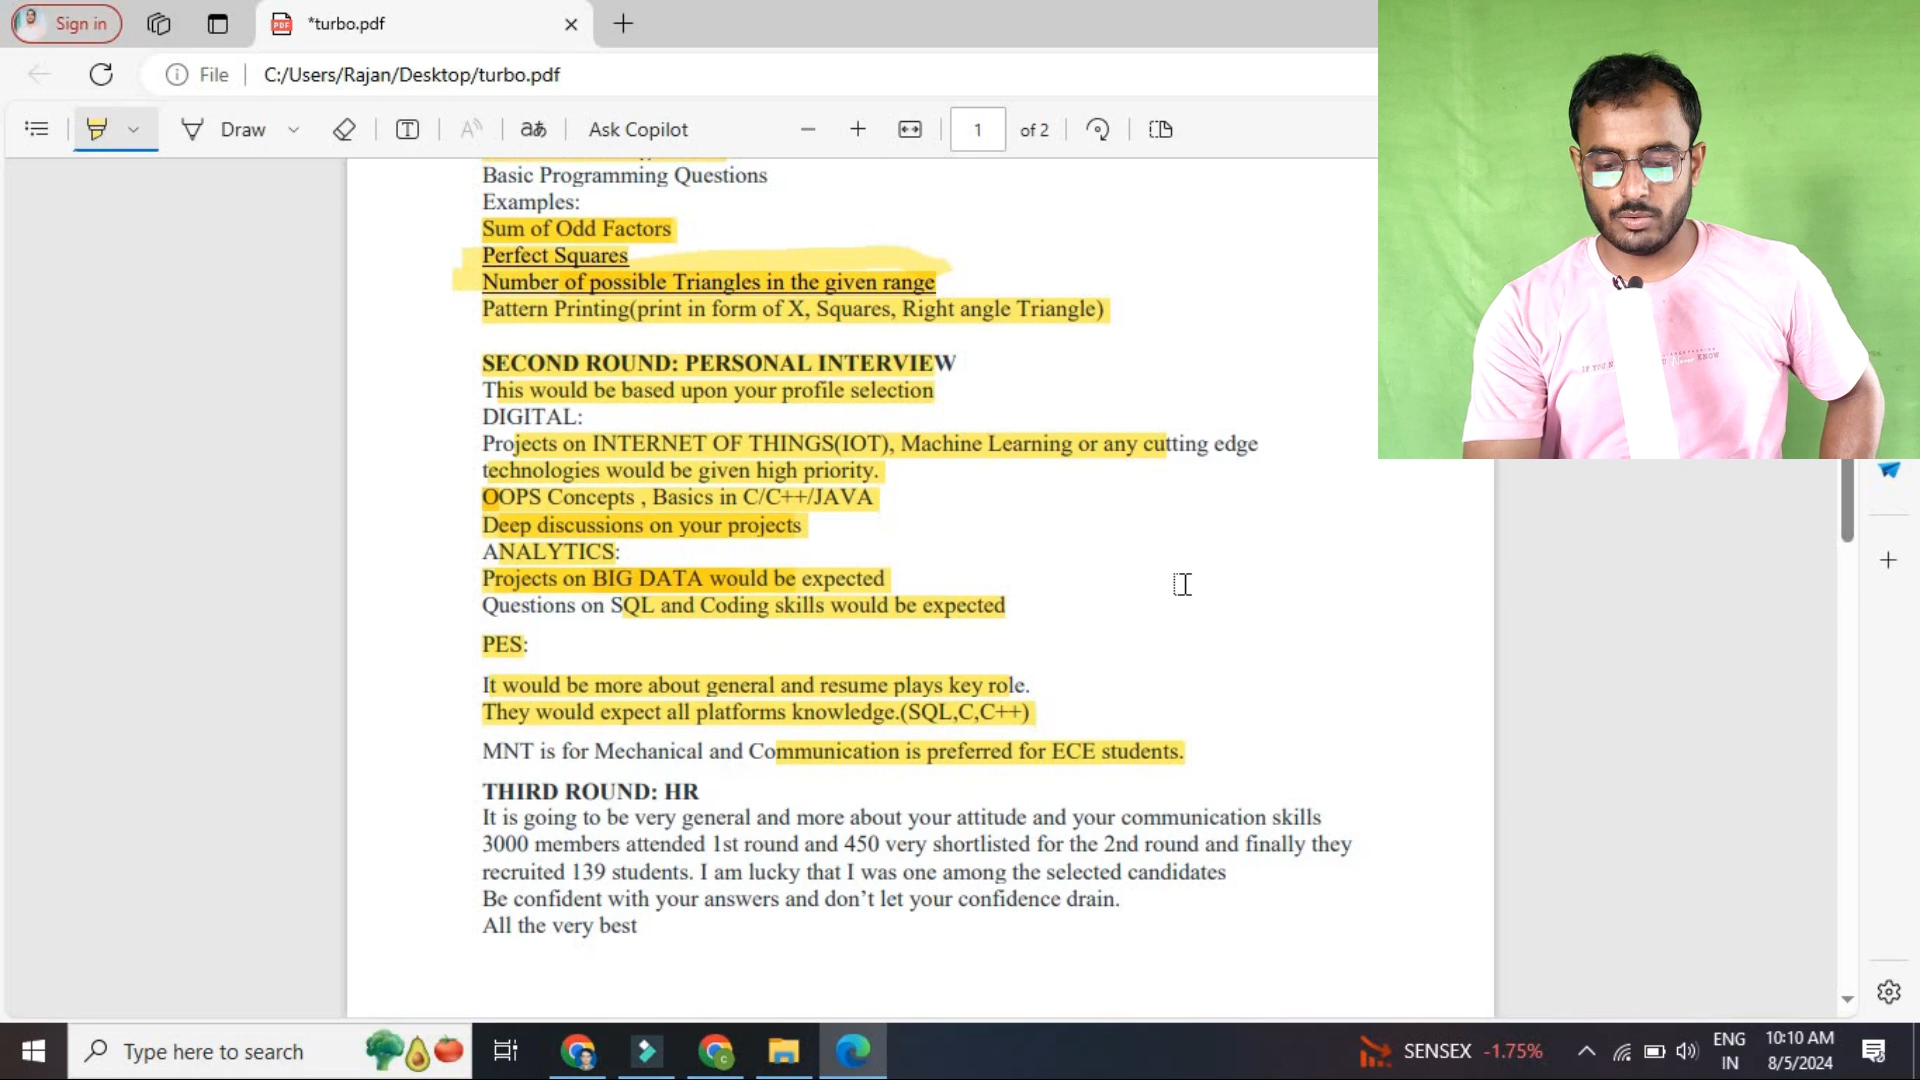 Sign in
*turbo.pdf
File
C:/Users/Rajan/Desktop/turbo.pdf
Draw
Ask Copilot
1
of 2
Basic Programming Questions
Examples:
Sum of Odd Factors
Perfect Squares
Number of possible Triangles in the given range
Pattern Printing(print in form of X, Squares, Right angle Triangle)
SECOND ROUND: PERSONAL INTERVIEW
This would be based upon your profile selection
DIGITAL:
Projects on INTERNET OF THINGS(IOT), Machine Learning or any cutting edge
technologies would be given high priority.
OOPS Concepts , Basics in C/C++/JAVA
Deep discussions on your projects
ANALYTICS:
Projects on BIG DATA would be expected
Questions on SQL and Coding skills would be expected
PES:
It would be more about general and resume plays key role.
They would expect all platforms knowledge.(SQL,C,C++)
MNT is for Mechanical and Communication is preferred for ECE students.
THIRD ROUND: HR
It is going to be very general and more about your attitude and your communication skills
3000 members attended 1st round and 450 very shortlisted for the 2nd round and finally they
recruited 139 students. I am lucky that I was one among the selected candidates
Be confident with your answers and don't let your confidence drain.
All the very best
Type here to search
SENSEX -1.75%
ENG
IN
10:10 AM
8/5/2024